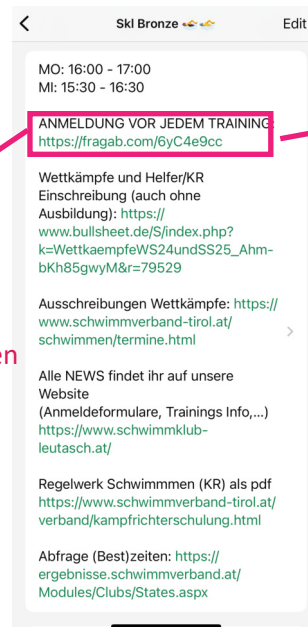 Skl Bronze
Edit
MO: 16:00 - 17:00
MI: 15:30 - 16:30
ANMELDUNG VOR JEDEM TRAINING:
https://fragab.com/6yC4e9cc
Wettkämpfe und Helfer/KR
Einschreibung (auch ohne
Ausbildung): https://
www.bullsheet.de/S/index.php?
k=WettkaempfeWS24undSS25_Ahm-
bKh85gwyM&r=79529
Ausschreibungen Wettkämpfe: https://
www.schwimmverband-tirol.at/
schwimmen/termine.html
en
Alle NEWS findet ihr auf unsere
Website
(Anmeldeformulare, Trainings Info,...)
https://www.schwimmklub-
leutasch.at/
Regelwerk Schwimmmen (KR) als pdf
https://www.schwimmverband-tirol.at/
verband/kampfrichterschulung.html
Abfrage (Best)zeiten: https://
ergebnisse.schwimmverband.at/
Modules/Clubs/States.aspx